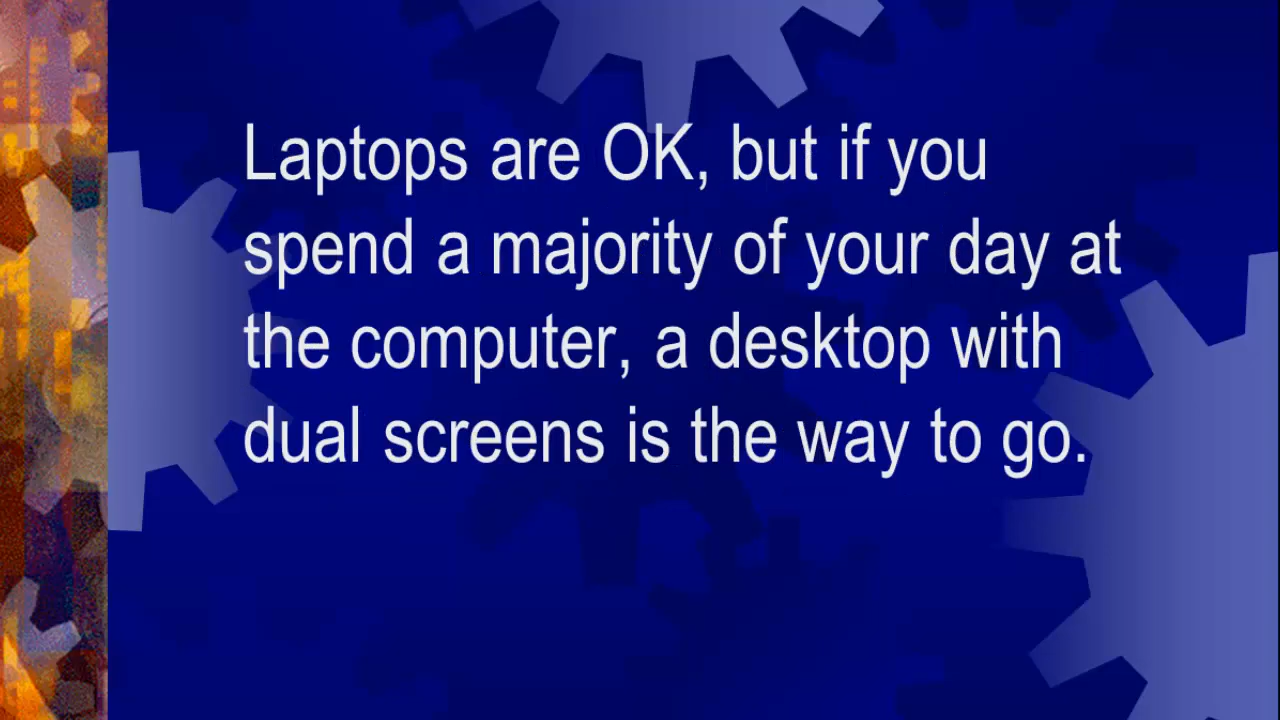 Laptops are OK, but if you
spend a majority of your day at
the computer, a desktop with
dual screens is the way to go.